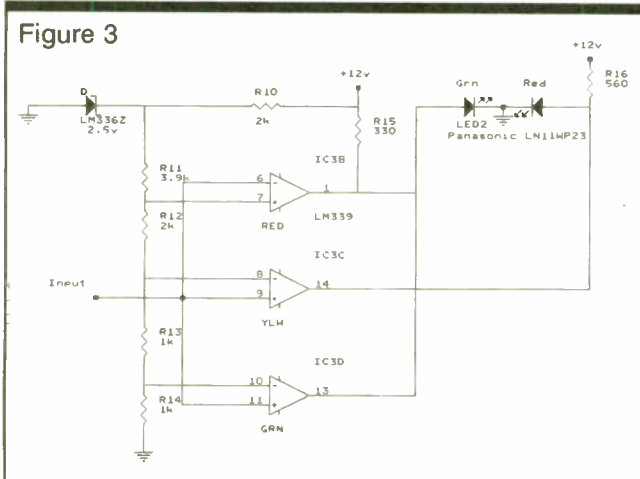 Figure 3
+12v
+12v
R16
560
D
LM336Z
2.5v
R10
2k
R15
330
Grn
Red
LED2
Panasonic LN11WP23
R11
3.9k
IC3B
6
-
1
7
+
LM339
RED
R12
2k
IC3C
Input
8
-
14
9
+
YLW
R13
1k
IC3D
10
-
13
11
+
GRN
R14
1k